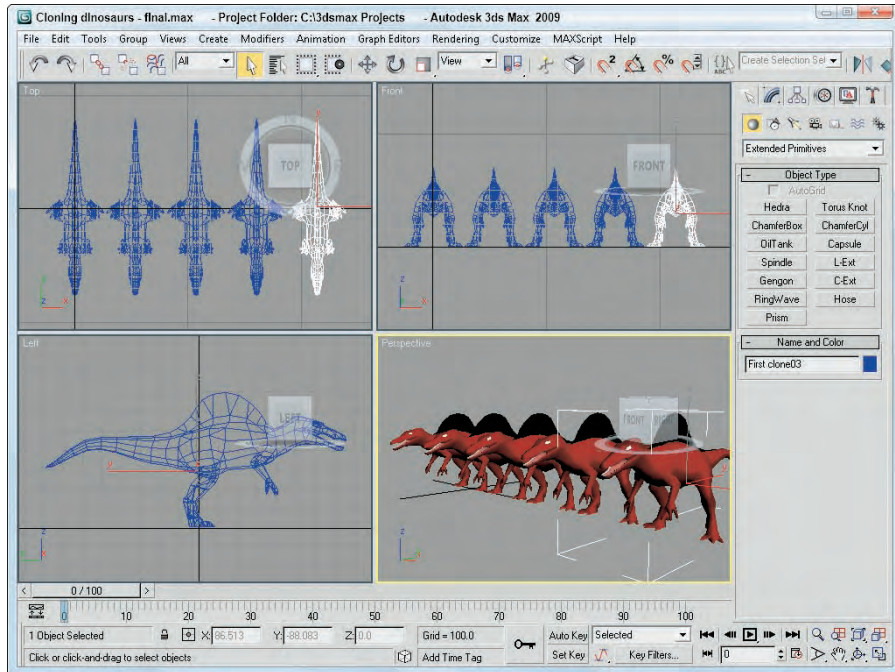 Cloning dinosaurs - final.max - Project Folder: C:\3dsmax Projects - Autodesk 3ds Max 2009
File Edit Tools Group Views Create Modifiers Animation Graph Editors Rendering Customize MAXScript Help
All View Create Selection Set
Top
TOP
Front
FRONT
Left
LEFT
Perspective
FRONT
Extended Primitives
- Object Type
AutoGrid
Hedra Torus Knot
ChamferBox ChamferCyl
OilTank Capsule
Spindle L-Ext
Gengon C-Ext
RingWave Hose
Prism
- Name and Color
First clone03
< 0 / 100 >
0 10 20 30 40 50 60 70 80 90 100
1 Object Selected X: 86.513 Y: -88.083 Z: 0.0 Grid = 100.0 Auto Key Selected
Click or click-and-drag to select objects Add Time Tag Set Key Key Filters... 0